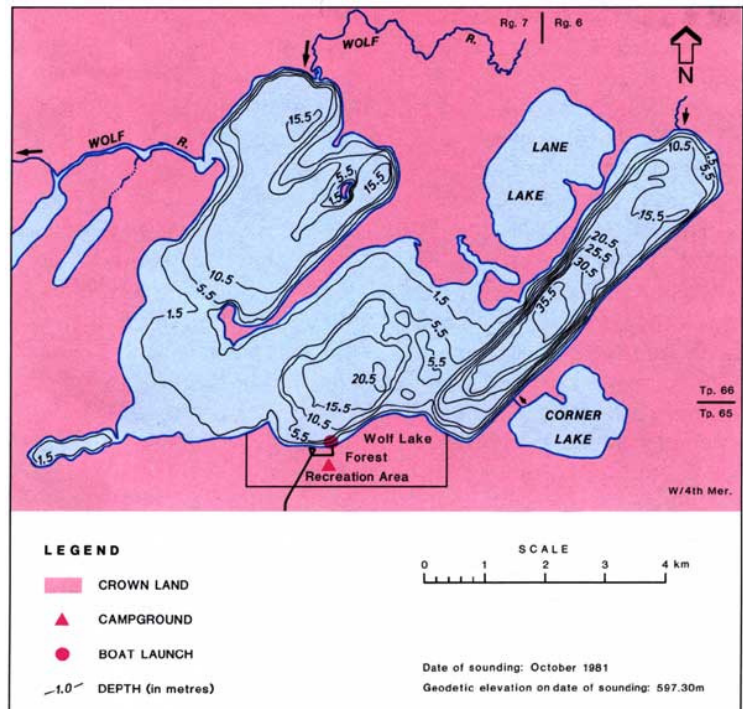 Rg. 7 | Rg. 6
WOLF R.
N
WOLF R.
LANE
LAKE
15.5
5.5
1.5
15.5
10.5
1.5
5.5
15.5
20.5
25.5
30.5
35.5
10.5
5.5
1.5
1.5
5.5
5.5
20.5
15.5
10.5
5.5
1.5
Tp. 66
Tp. 65
CORNER
LAKE
Wolf Lake
Forest
Recreation Area
W/4th Mer.
LEGEND
CROWN LAND
CAMPGROUND
BOAT LAUNCH
-1.0- DEPTH (in metres)
SCALE
0 1 2 3 4 km
Date of sounding: October 1981
Geodetic elevation on date of sounding: 597.30m